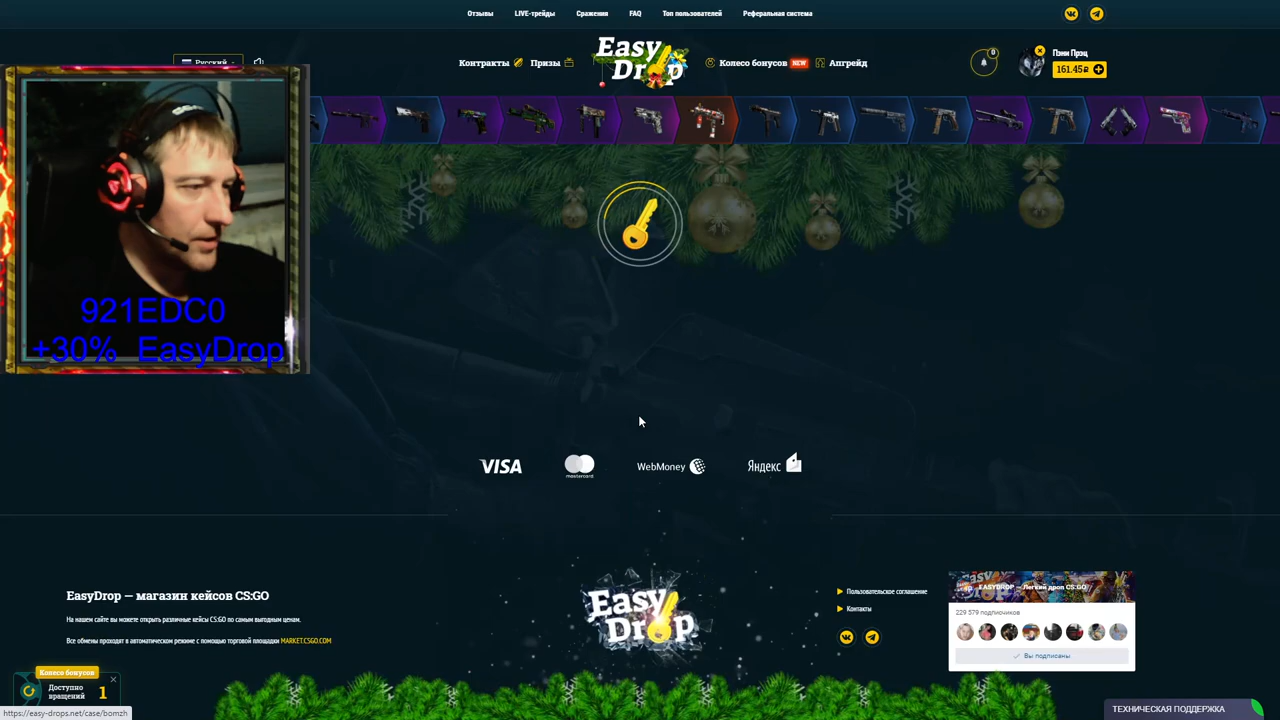 Отзывы
LIVE-трейды
Сражения
FAQ
Топ пользователей
Реферальная система
Русский
Контракты
Призы
Easy Drop
Колесо бонусов
NEW
Апгрейд
0
Пэни Прэц
161.45
921EDC0
+30% EasyDrop
VISA
mastercard
WebMoney
Яндекс
EasyDrop — магазин кейсов CS:GO
На нашем сайте вы можете открыть различные кейсы CS:GO по самым выгодным ценам.
Все обмены проходят в автоматическом режиме с помощью торговой площадки MARKET.CSGO.COM
Easy Drop
Пользовательское соглашение
Контакты
EASYDROP — Легкий дроп CS:GO
229 579 подписчиков
Вы подписаны
Колесо бонусов
Доступно
вращений
1
https://easy-drops.net/case/bomzh
ТЕХНИЧЕСКАЯ ПОДДЕРЖКА